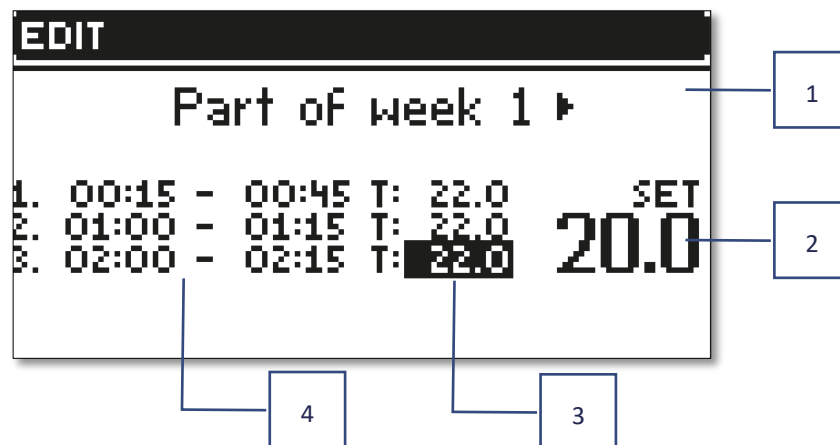 EDIT
Part of week 1
1. 00:15 - 00:45 T: 22.0
2. 01:00 - 01:15 T: 22.0
3. 02:00 - 02:15 T: 22.0
SET
20.0
1
2
3
4